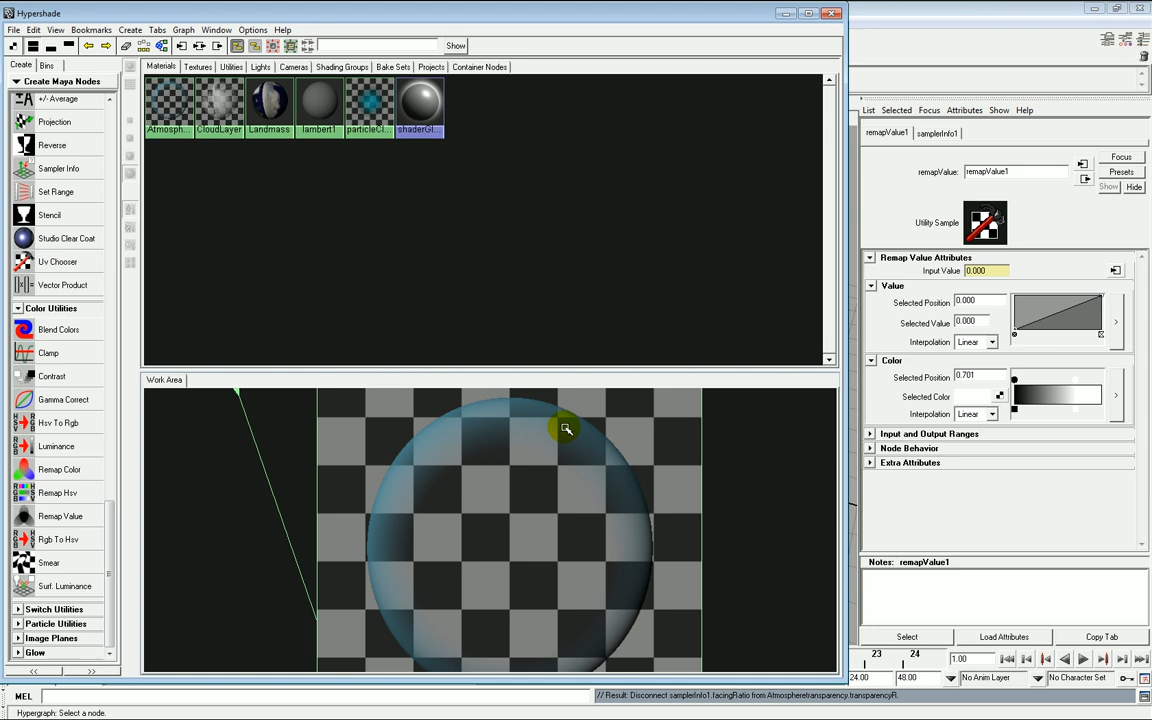 Hypershade
File Edit View Bookmarks Create Tabs Graph Window Options Help
Show
Create Bins
Create Maya Nodes
+/- Average
Projection
Reverse
Sampler Info
Set Range
Stencil
Studio Clear Coat
Uv Chooser
Vector Product
Color Utilities
Blend Colors
Clamp
Contrast
Gamma Correct
Hsv To Rgb
Luminance
Remap Color
Remap Hsv
Remap Value
Rgb To Hsv
Smear
Surf. Luminance
Switch Utilities
Particle Utilities
Image Planes
Glow
<< >>
Materials Textures Utilities Lights Cameras Shading Groups Bake Sets Projects Container Nodes
Atmosph... CloudLayer Landmass lambert1 particleCl... shaderGl...
Work Area
List Selected Focus Attributes Show Help
remapValue1 samplerInfo1
remapValue: remapValue1
Focus
Presets
Show Hide
Utility Sample
Remap Value Attributes
Input Value 0.000
Value
Selected Position 0.000
Selected Value 0.000
Interpolation Linear
Color
Selected Position 0.701
Selected Color
Interpolation Linear
Input and Output Ranges
Node Behavior
Extra Attributes
Notes: remapValue1
Select Load Attributes Copy Tab
23 24
1.00
24.00 48.00 No Anim Layer No Character Set
MEL
// Result: Disconnect samplerInfo1.facingRatio from Atmospheretransparency.transparencyR.
Hypergraph: Select a node.